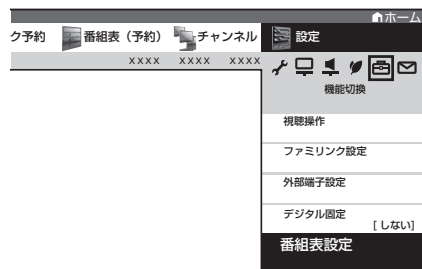 ホーム
ク予約 番組表（予約） チャンネル 設定
xxxx xxxx xxxx
機能切換
視聴操作
ファミリンク設定
外部端子設定
デジタル固定
[しない]
番組表設定